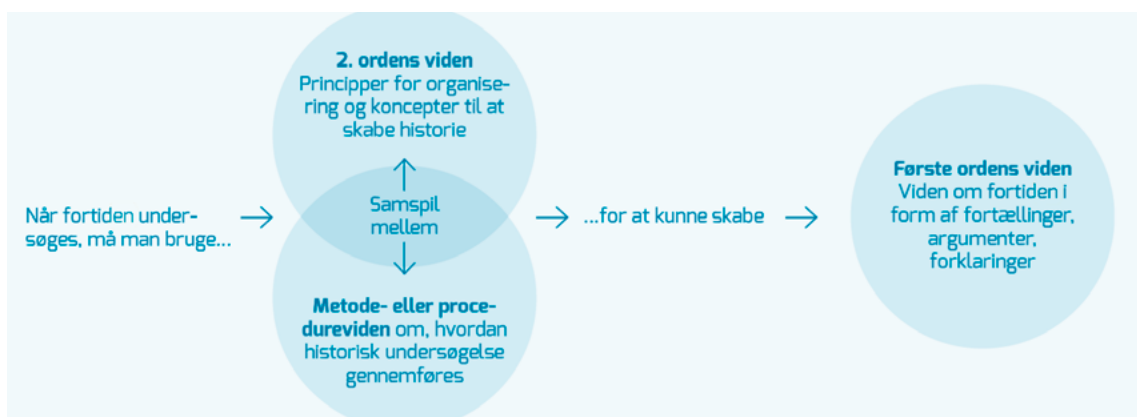 Når fortiden under-
søges, må man bruge...
2. ordens viden
Principper for organise-
ring og koncepter til at
skabe historie
Samspil
mellem
Metode- eller proce-
dureviden om, hvordan
historisk undersøgelse
gennemføres
...for at kunne skabe
Første ordens viden
Viden om fortiden i
form af fortællinger,
argumenter,
forklaringer